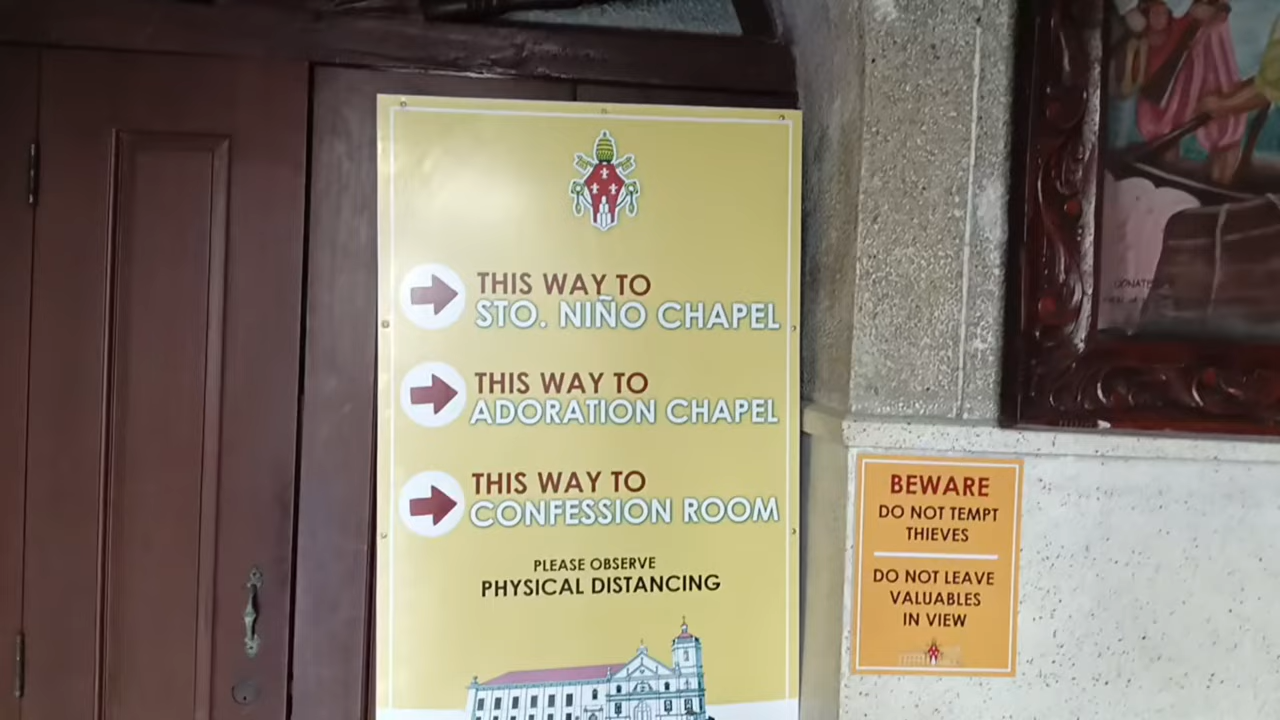 THIS WAY TO
STO. NIÑO CHAPEL
THIS WAY TO
ADORATION CHAPEL
THIS WAY TO
CONFESSION ROOM
PLEASE OBSERVE
PHYSICAL DISTANCING
BEWARE
DO NOT TEMPT
THIEVES
DO NOT LEAVE
VALUABLES
IN VIEW